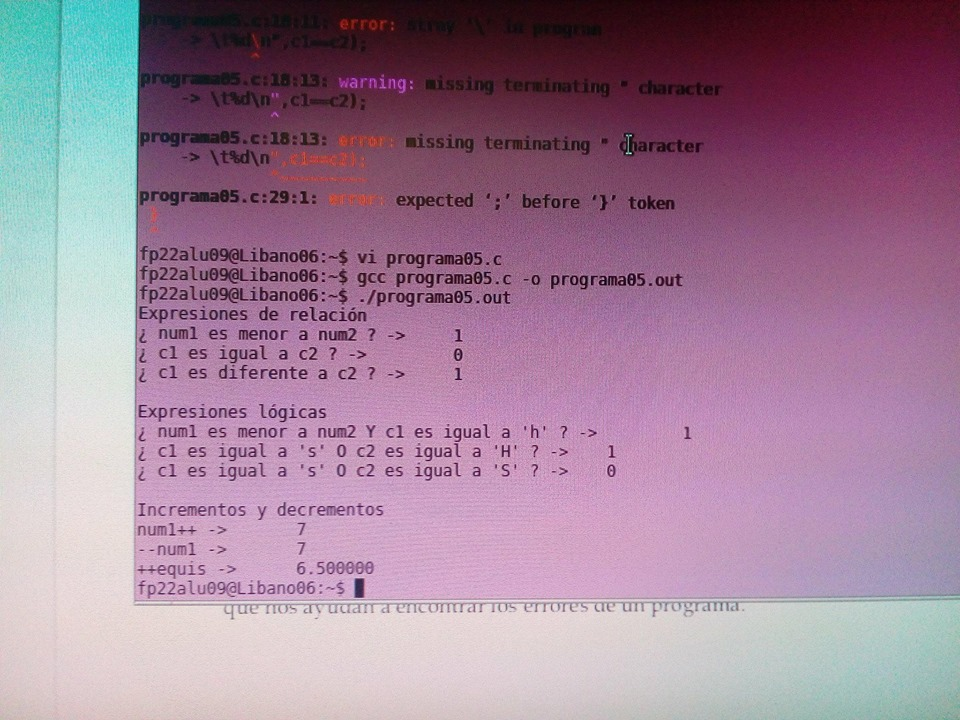 programa05.c:18:11: error: stray '\' in program
-> \t%d\n",c1==c2);
^
programa05.c:18:13: warning: missing terminating " character
-> \t%d\n",c1==c2);
^
programa05.c:18:13: error: missing terminating " character
-> \t%d\n",c1==c2);
^~~~~~~~~~
programa05.c:29:1: error: expected ‘;’ before ‘}’ token
}
^
fp22alu09@Libano06:~$ vi programa05.c
fp22alu09@Libano06:~$ gcc programa05.c -o programa05.out
fp22alu09@Libano06:~$ ./programa05.out
Expresiones de relación
¿ num1 es menor a num2 ? -> 1
¿ c1 es igual a c2 ? -> 0
¿ c1 es diferente a c2 ? -> 1
Expresiones lógicas
¿ num1 es menor a num2 Y c1 es igual a 'h' ? -> 1
¿ c1 es igual a 's' O c2 es igual a 'H' ? -> 1
¿ c1 es igual a 's' O c2 es igual a 'S' ? -> 0
Incrementos y decrementos
num1++ -> 7
--num1 -> 7
++equis -> 6.500000
fp22alu09@Libano06:~$
que nos ayudan a encontrar los errores de un programa.